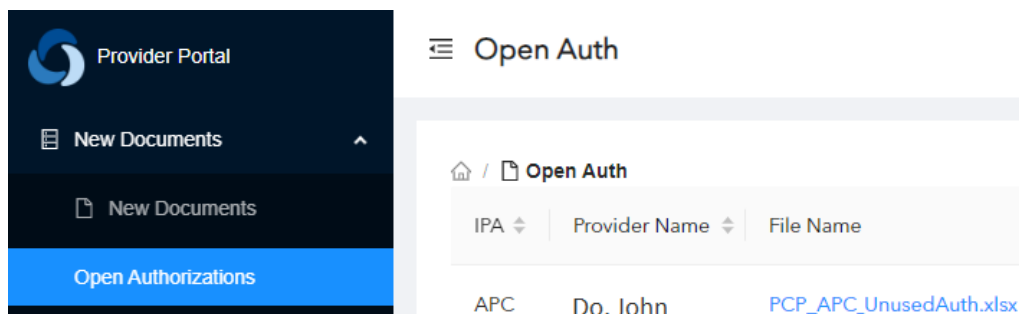 Provider Portal
Open Auth
New Documents
New Documents
Open Authorizations
/ Open Auth
IPA Provider Name File Name
APC Do, John PCP_APC_UnusedAuth.xlsx